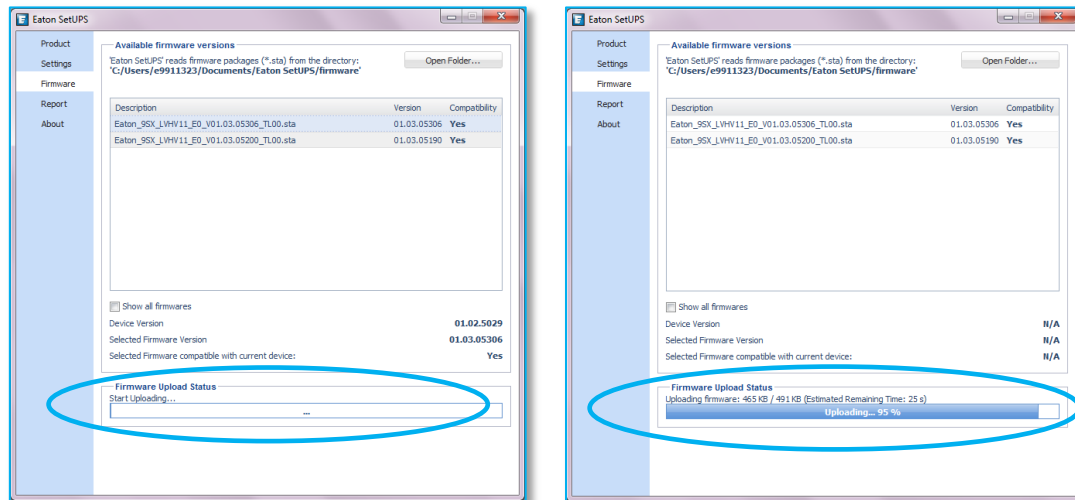 Eaton SetUPS
Product
Settings
Firmware
Report
About
Available firmware versions
'Eaton SetUPS' reads firmware packages (*.sta) from the directory:
'C:/Users/e9911323/Documents/Eaton SetUPS/firmware'
Open Folder...
Description Version Compatibility
Eaton_9SX_LVHV11_E0_V01.03.05306_TL00.sta 01.03.05306 Yes
Eaton_9SX_LVHV11_E0_V01.03.05200_TL00.sta 01.03.05190 Yes
Show all firmwares
Device Version 01.02.5029
Selected Firmware Version 01.03.05306
Selected Firmware compatible with current device: Yes
Firmware Upload Status
Start Uploading...
...
Eaton SetUPS
Product
Settings
Firmware
Report
About
Available firmware versions
'Eaton SetUPS' reads firmware packages (*.sta) from the directory:
'C:/Users/e9911323/Documents/Eaton SetUPS/firmware'
Open Folder...
Description Version Compatibility
Eaton_9SX_LVHV11_E0_V01.03.05306_TL00.sta 01.03.05306 Yes
Eaton_9SX_LVHV11_E0_V01.03.05200_TL00.sta 01.03.05190 Yes
Show all firmwares
Device Version N/A
Selected Firmware Version N/A
Selected Firmware compatible with current device: N/A
Firmware Upload Status
Uploading firmware: 465 KB / 491 KB (Estimated Remaining Time: 25 s)
Uploading... 95 %